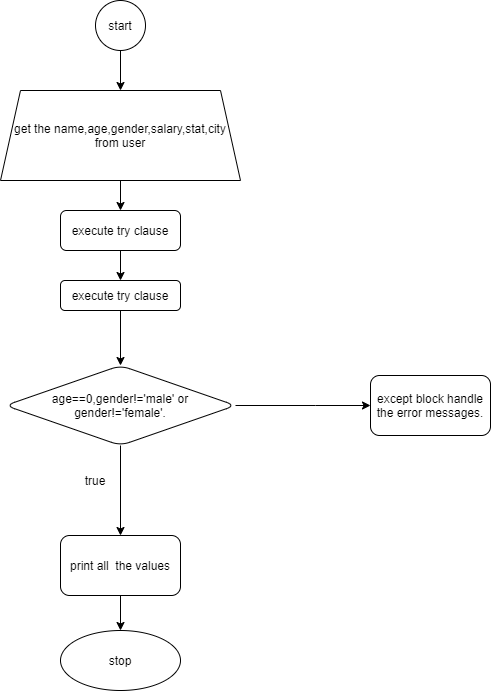 start
get the name,age,gender,salary,stat,city
from user
execute try clause
execute try clause
age==0,gender!='male' or
gender!='female'.
except block handle
the error messages.
true
print all the values
stop